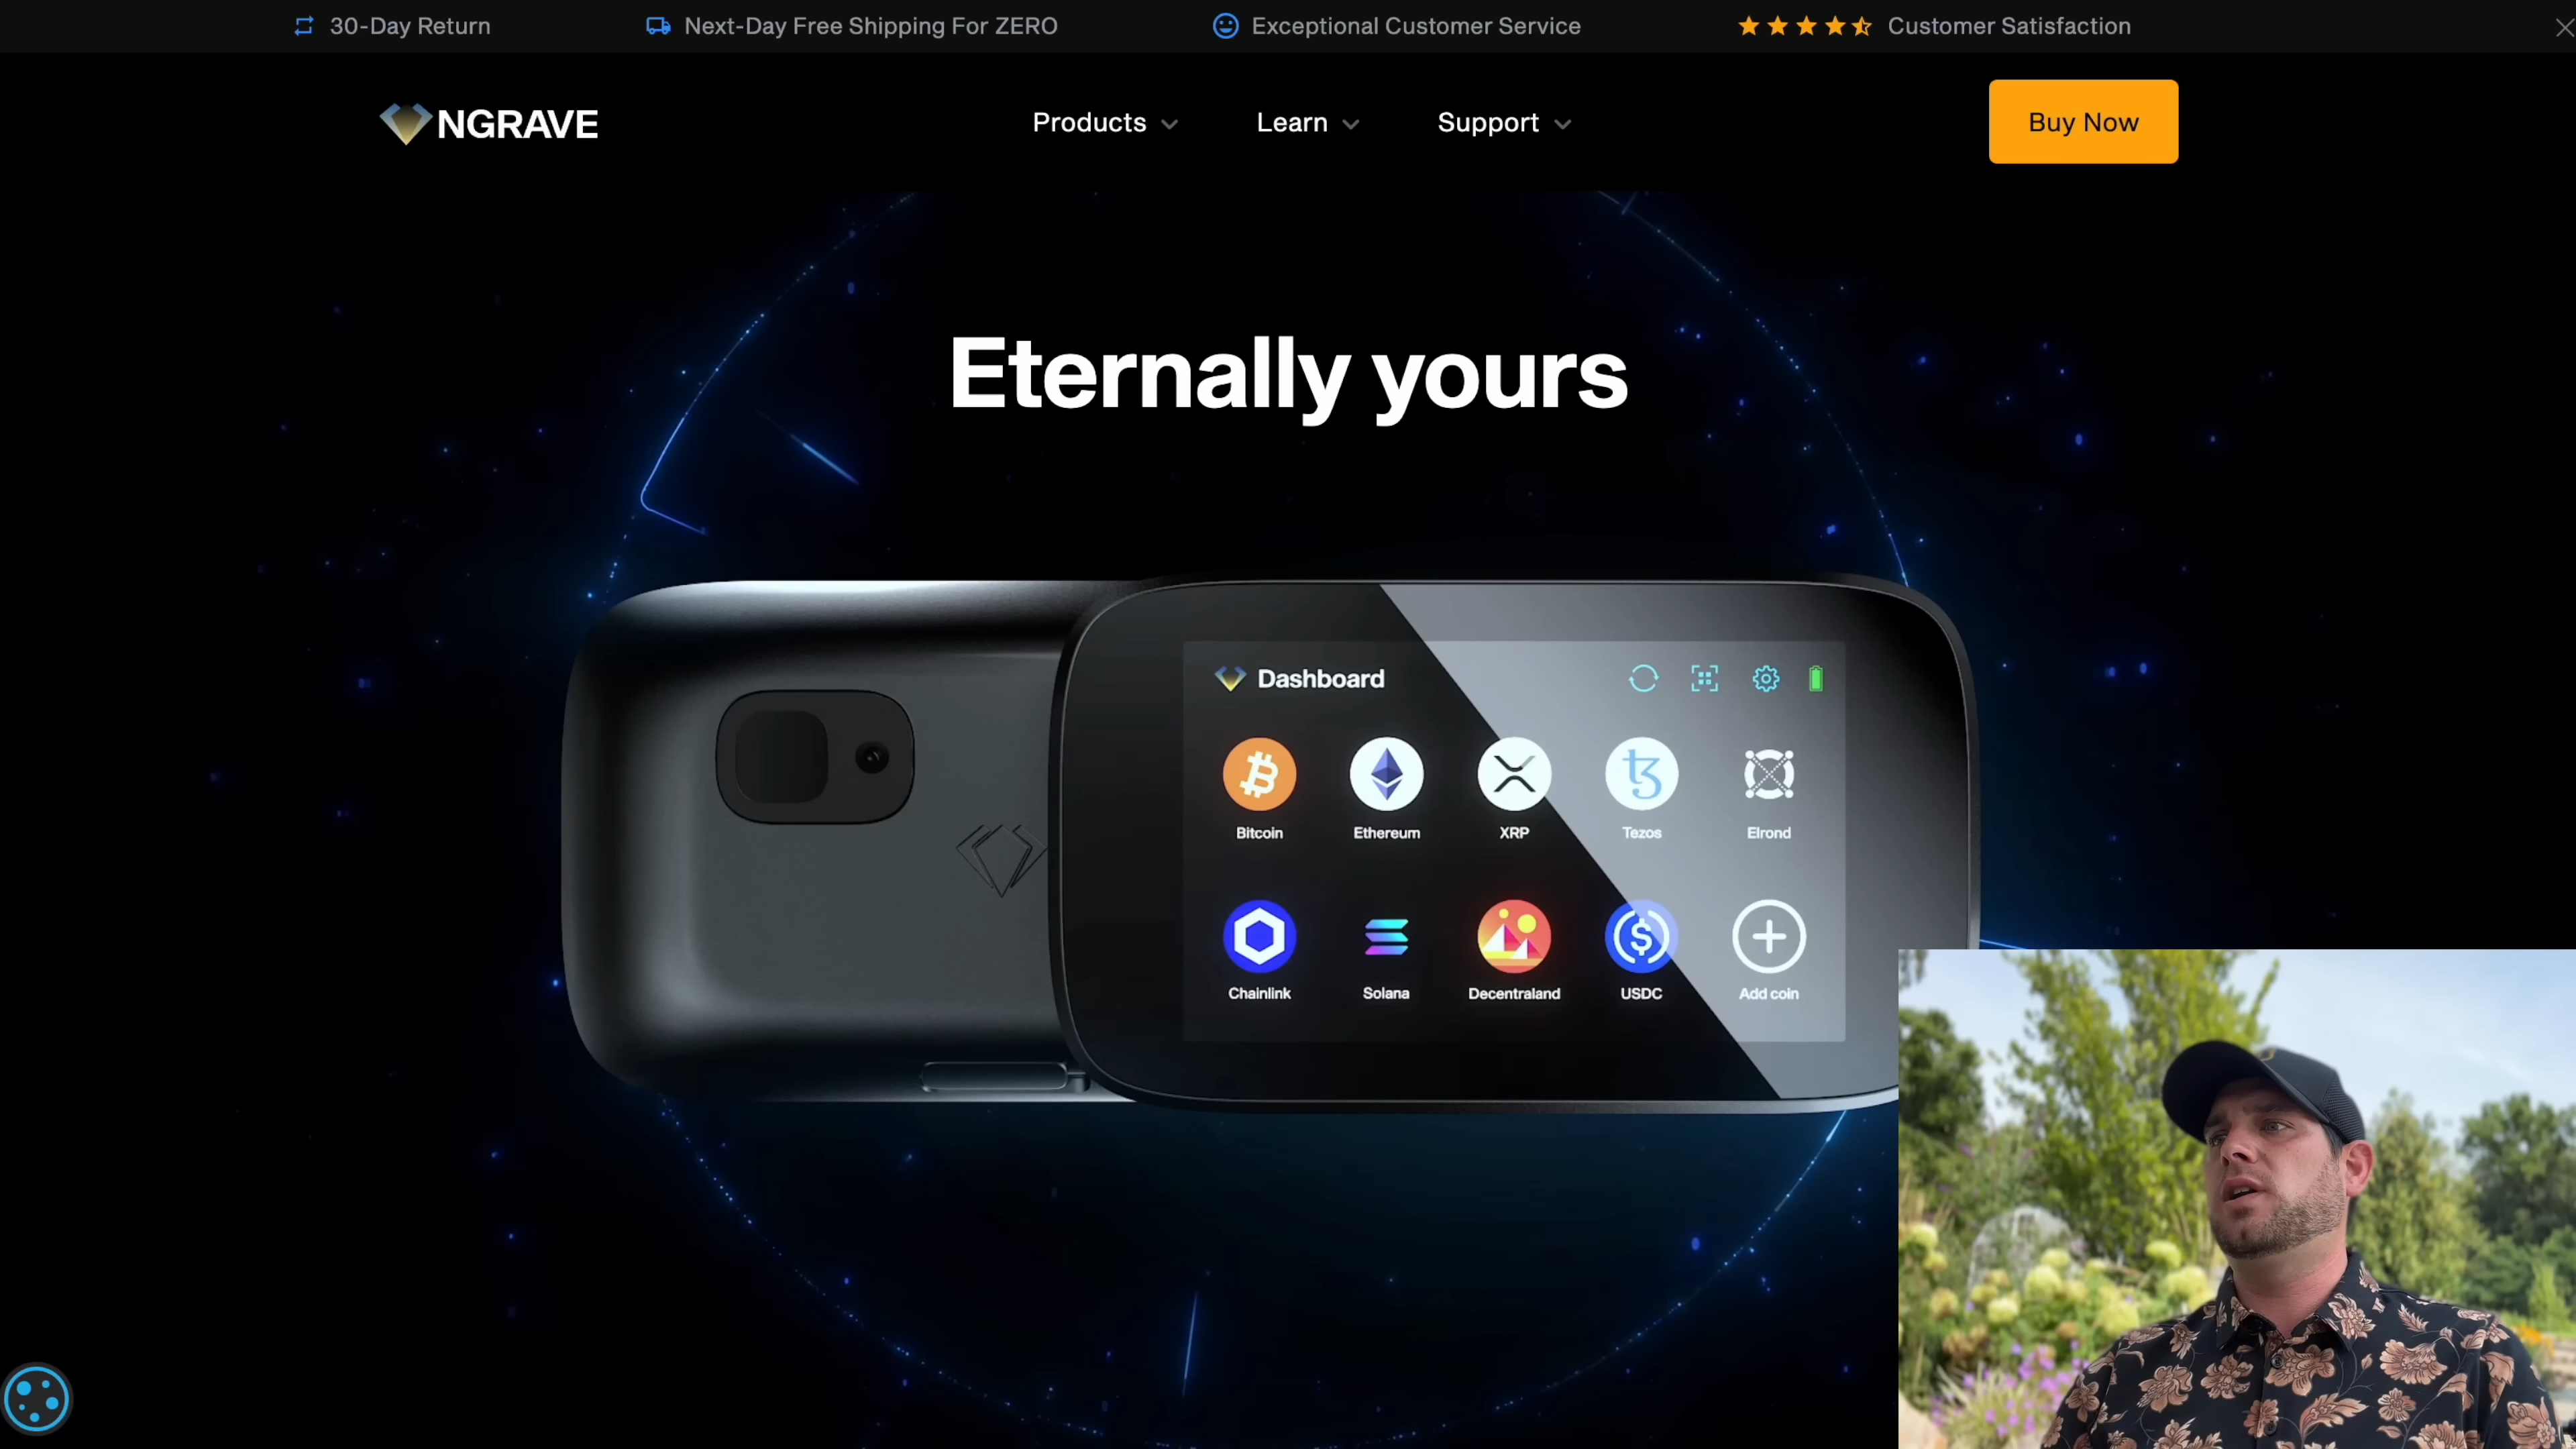 30-Day Return
Next-Day Free Shipping For ZERO
Exceptional Customer Service
Customer Satisfaction
NGRAVE
Products
Learn
Support
Buy Now
Eternally yours
Dashboard
Bitcoin
Ethereum
XRP
Tezos
Elrond
Chainlink
Solana
Decentraland
USDC
Add coin